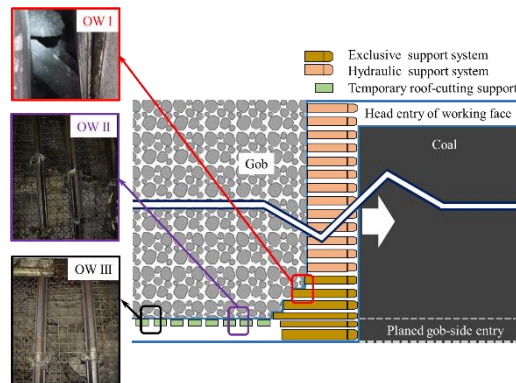 OW I
Exclusive support system
Hydraulic support system
Temporary roof-cutting support
Head entry of working face
Gob
Coal
OW II
OW III
Planed gob-side entry